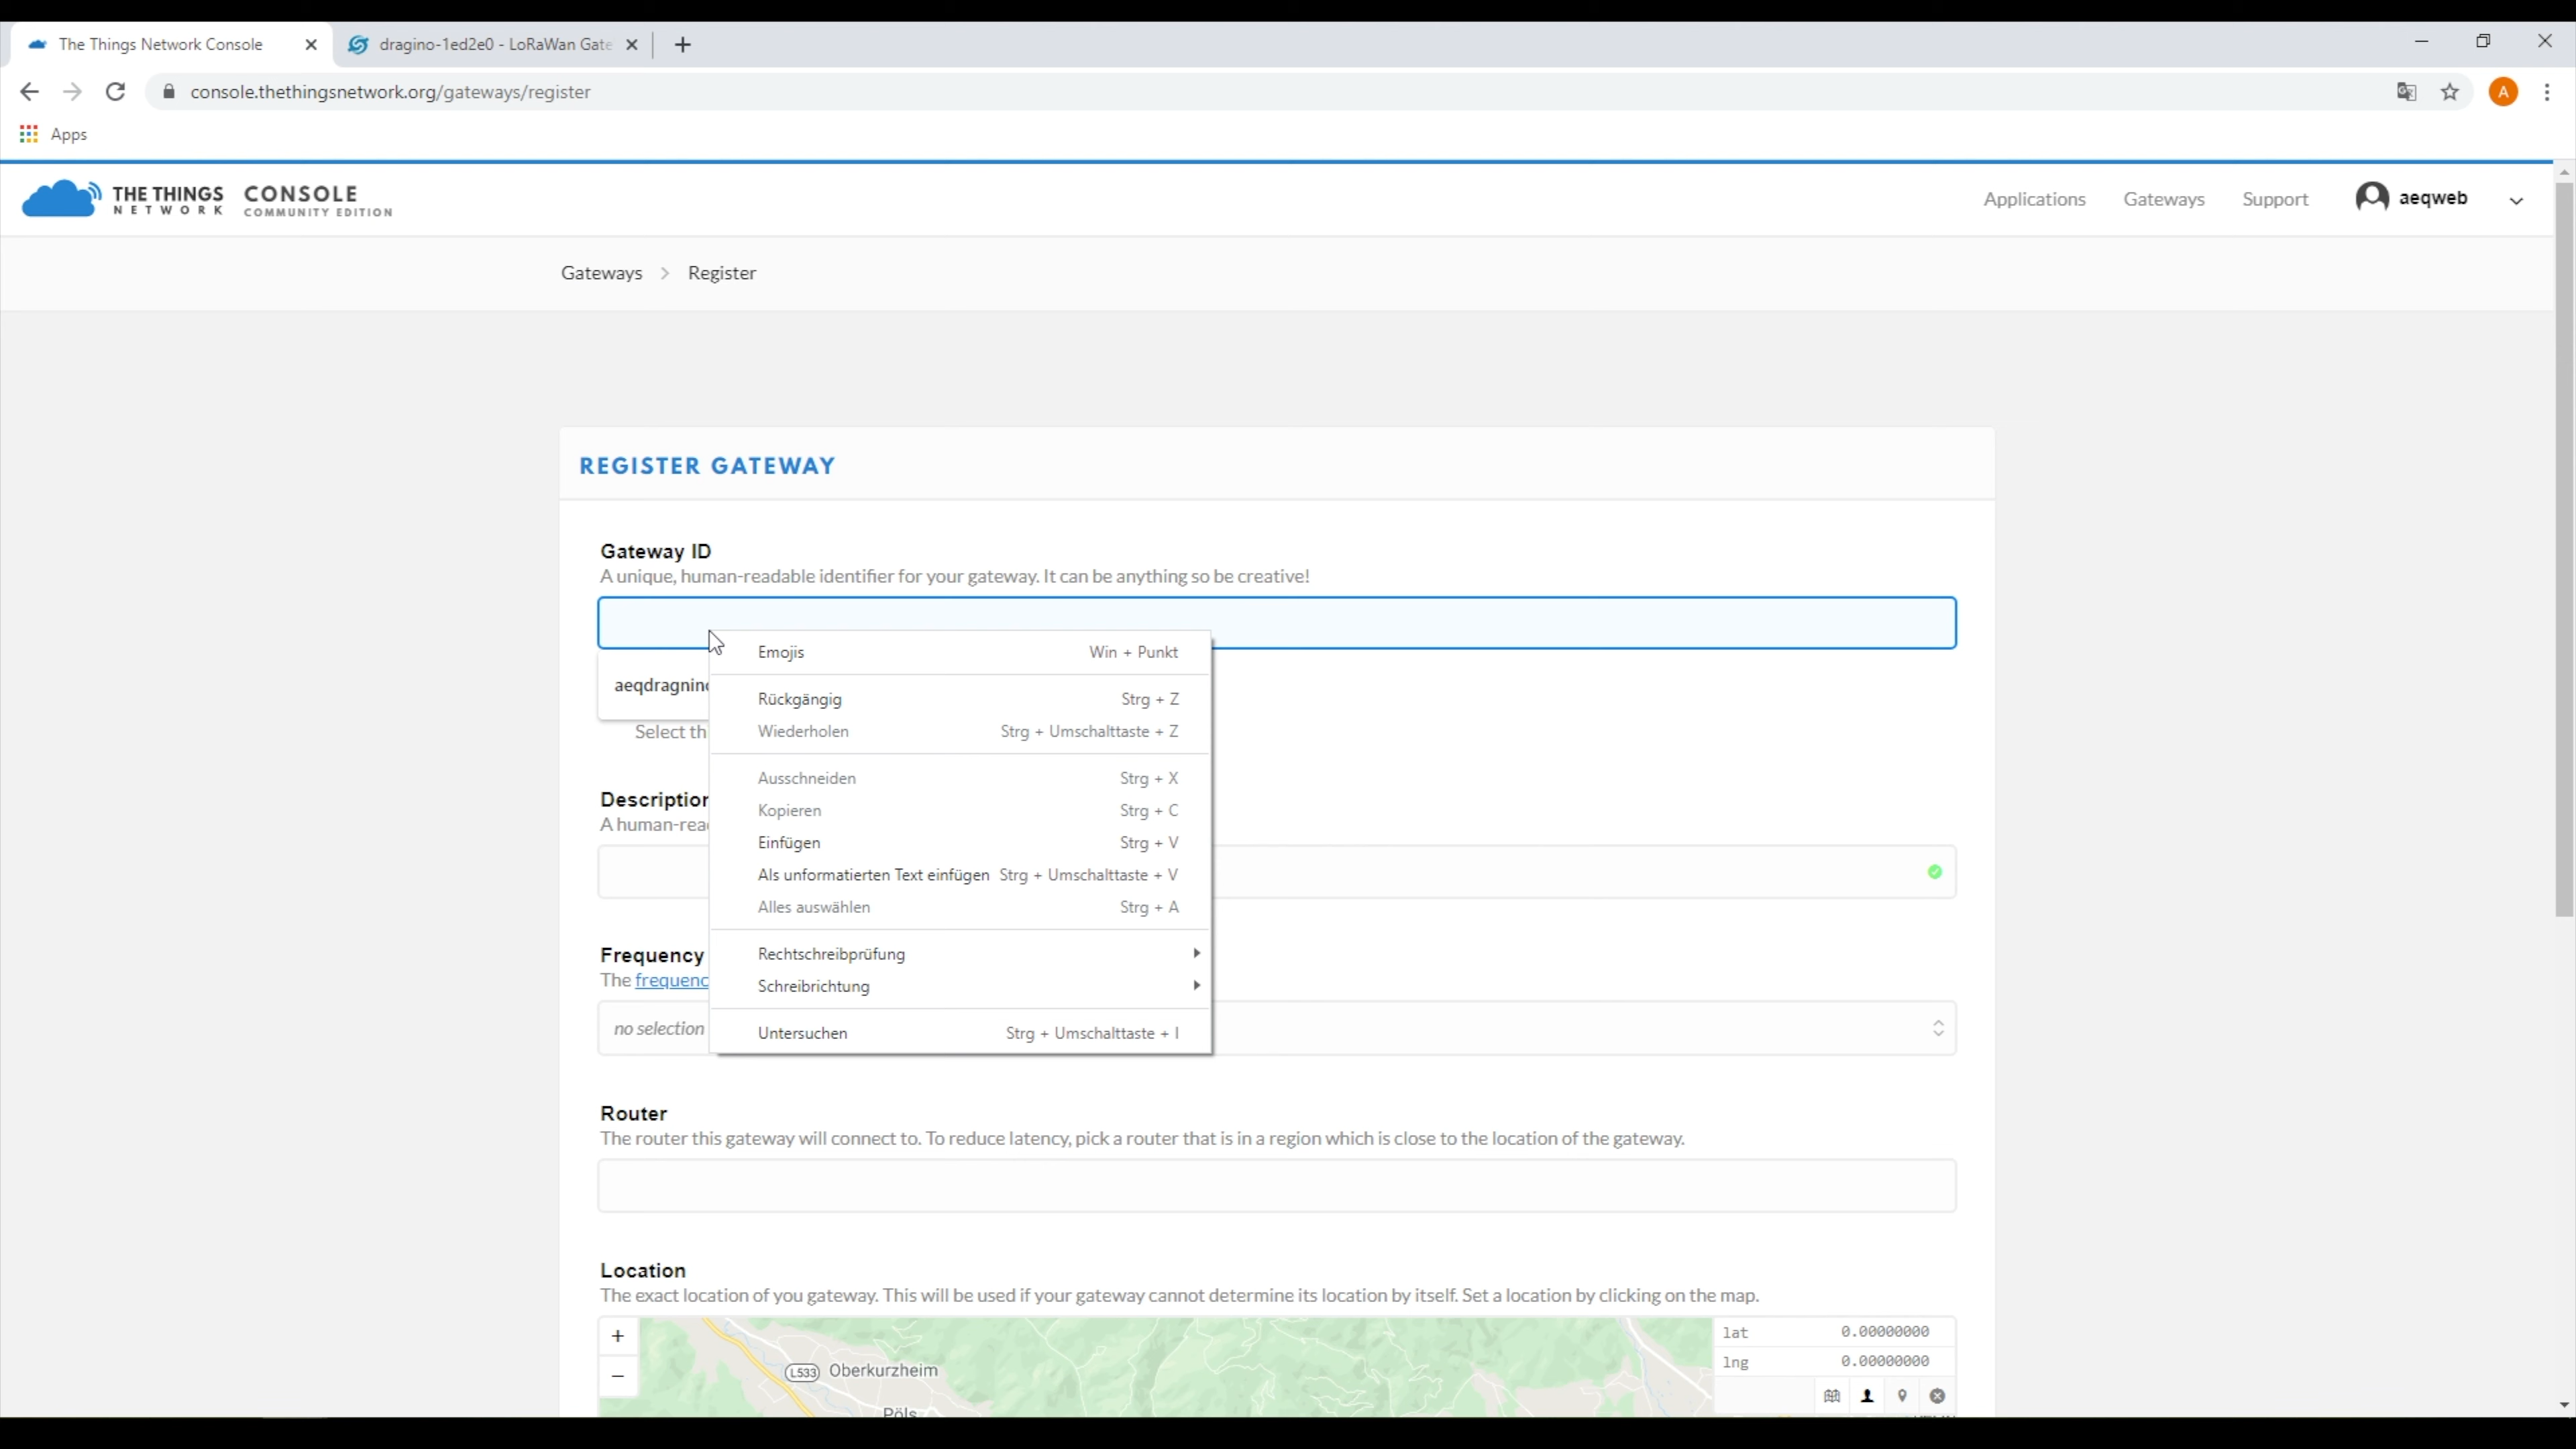 The Things Network Console
dragino-1ed2e0 - LoRaWan Gate
console.thethingsnetwork.org/gateways/register
A
Apps
THE THINGS NETWORK
CONSOLE
COMMUNITY EDITION
Applications
Gateways
Support
aeqweb
Gateways > Register
REGISTER GATEWAY
Gateway ID
A unique, human-readable identifier for your gateway. It can be anything so be creative!
aeqdragnino
Select th
Description
A human-rea
Frequency
The frequenc
no selection
Emojis Win + Punkt
Rückgängig Strg + Z
Wiederholen Strg + Umschalttaste + Z
Ausschneiden Strg + X
Kopieren Strg + C
Einfügen Strg + V
Als unformatierten Text einfügen Strg + Umschalttaste + V
Alles auswählen Strg + A
Rechtschreibprüfung
Schreibrichtung
Untersuchen Strg + Umschalttaste + I
Router
The router this gateway will connect to. To reduce latency, pick a router that is in a region which is close to the location of the gateway.
Location
The exact location of you gateway. This will be used if your gateway cannot determine its location by itself. Set a location by clicking on the map.
+
−
L533 Oberkurzheim
Pöls
lat 0.00000000
lng 0.00000000